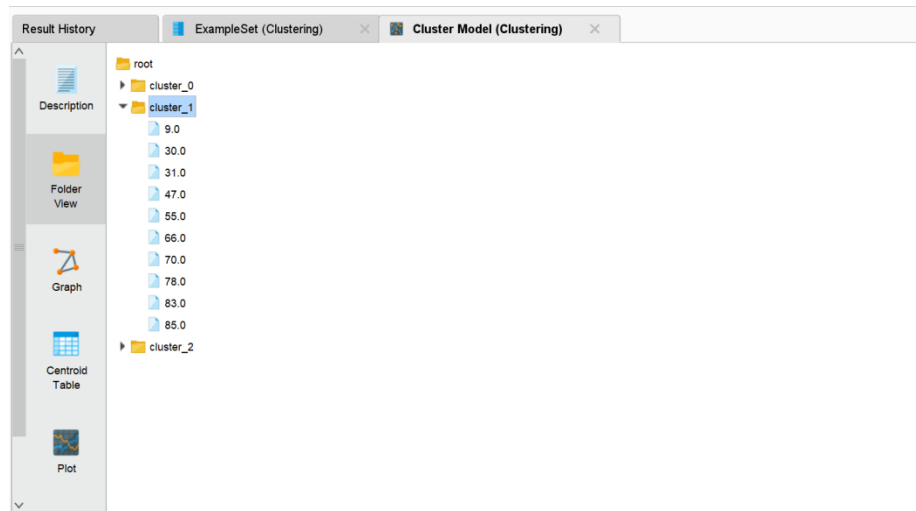 Result History
ExampleSet (Clustering)
Cluster Model (Clustering)
Description
Folder
View
Graph
Centroid
Table
Plot
root
cluster_0
cluster_1
9.0
30.0
31.0
47.0
55.0
66.0
70.0
78.0
83.0
85.0
cluster_2